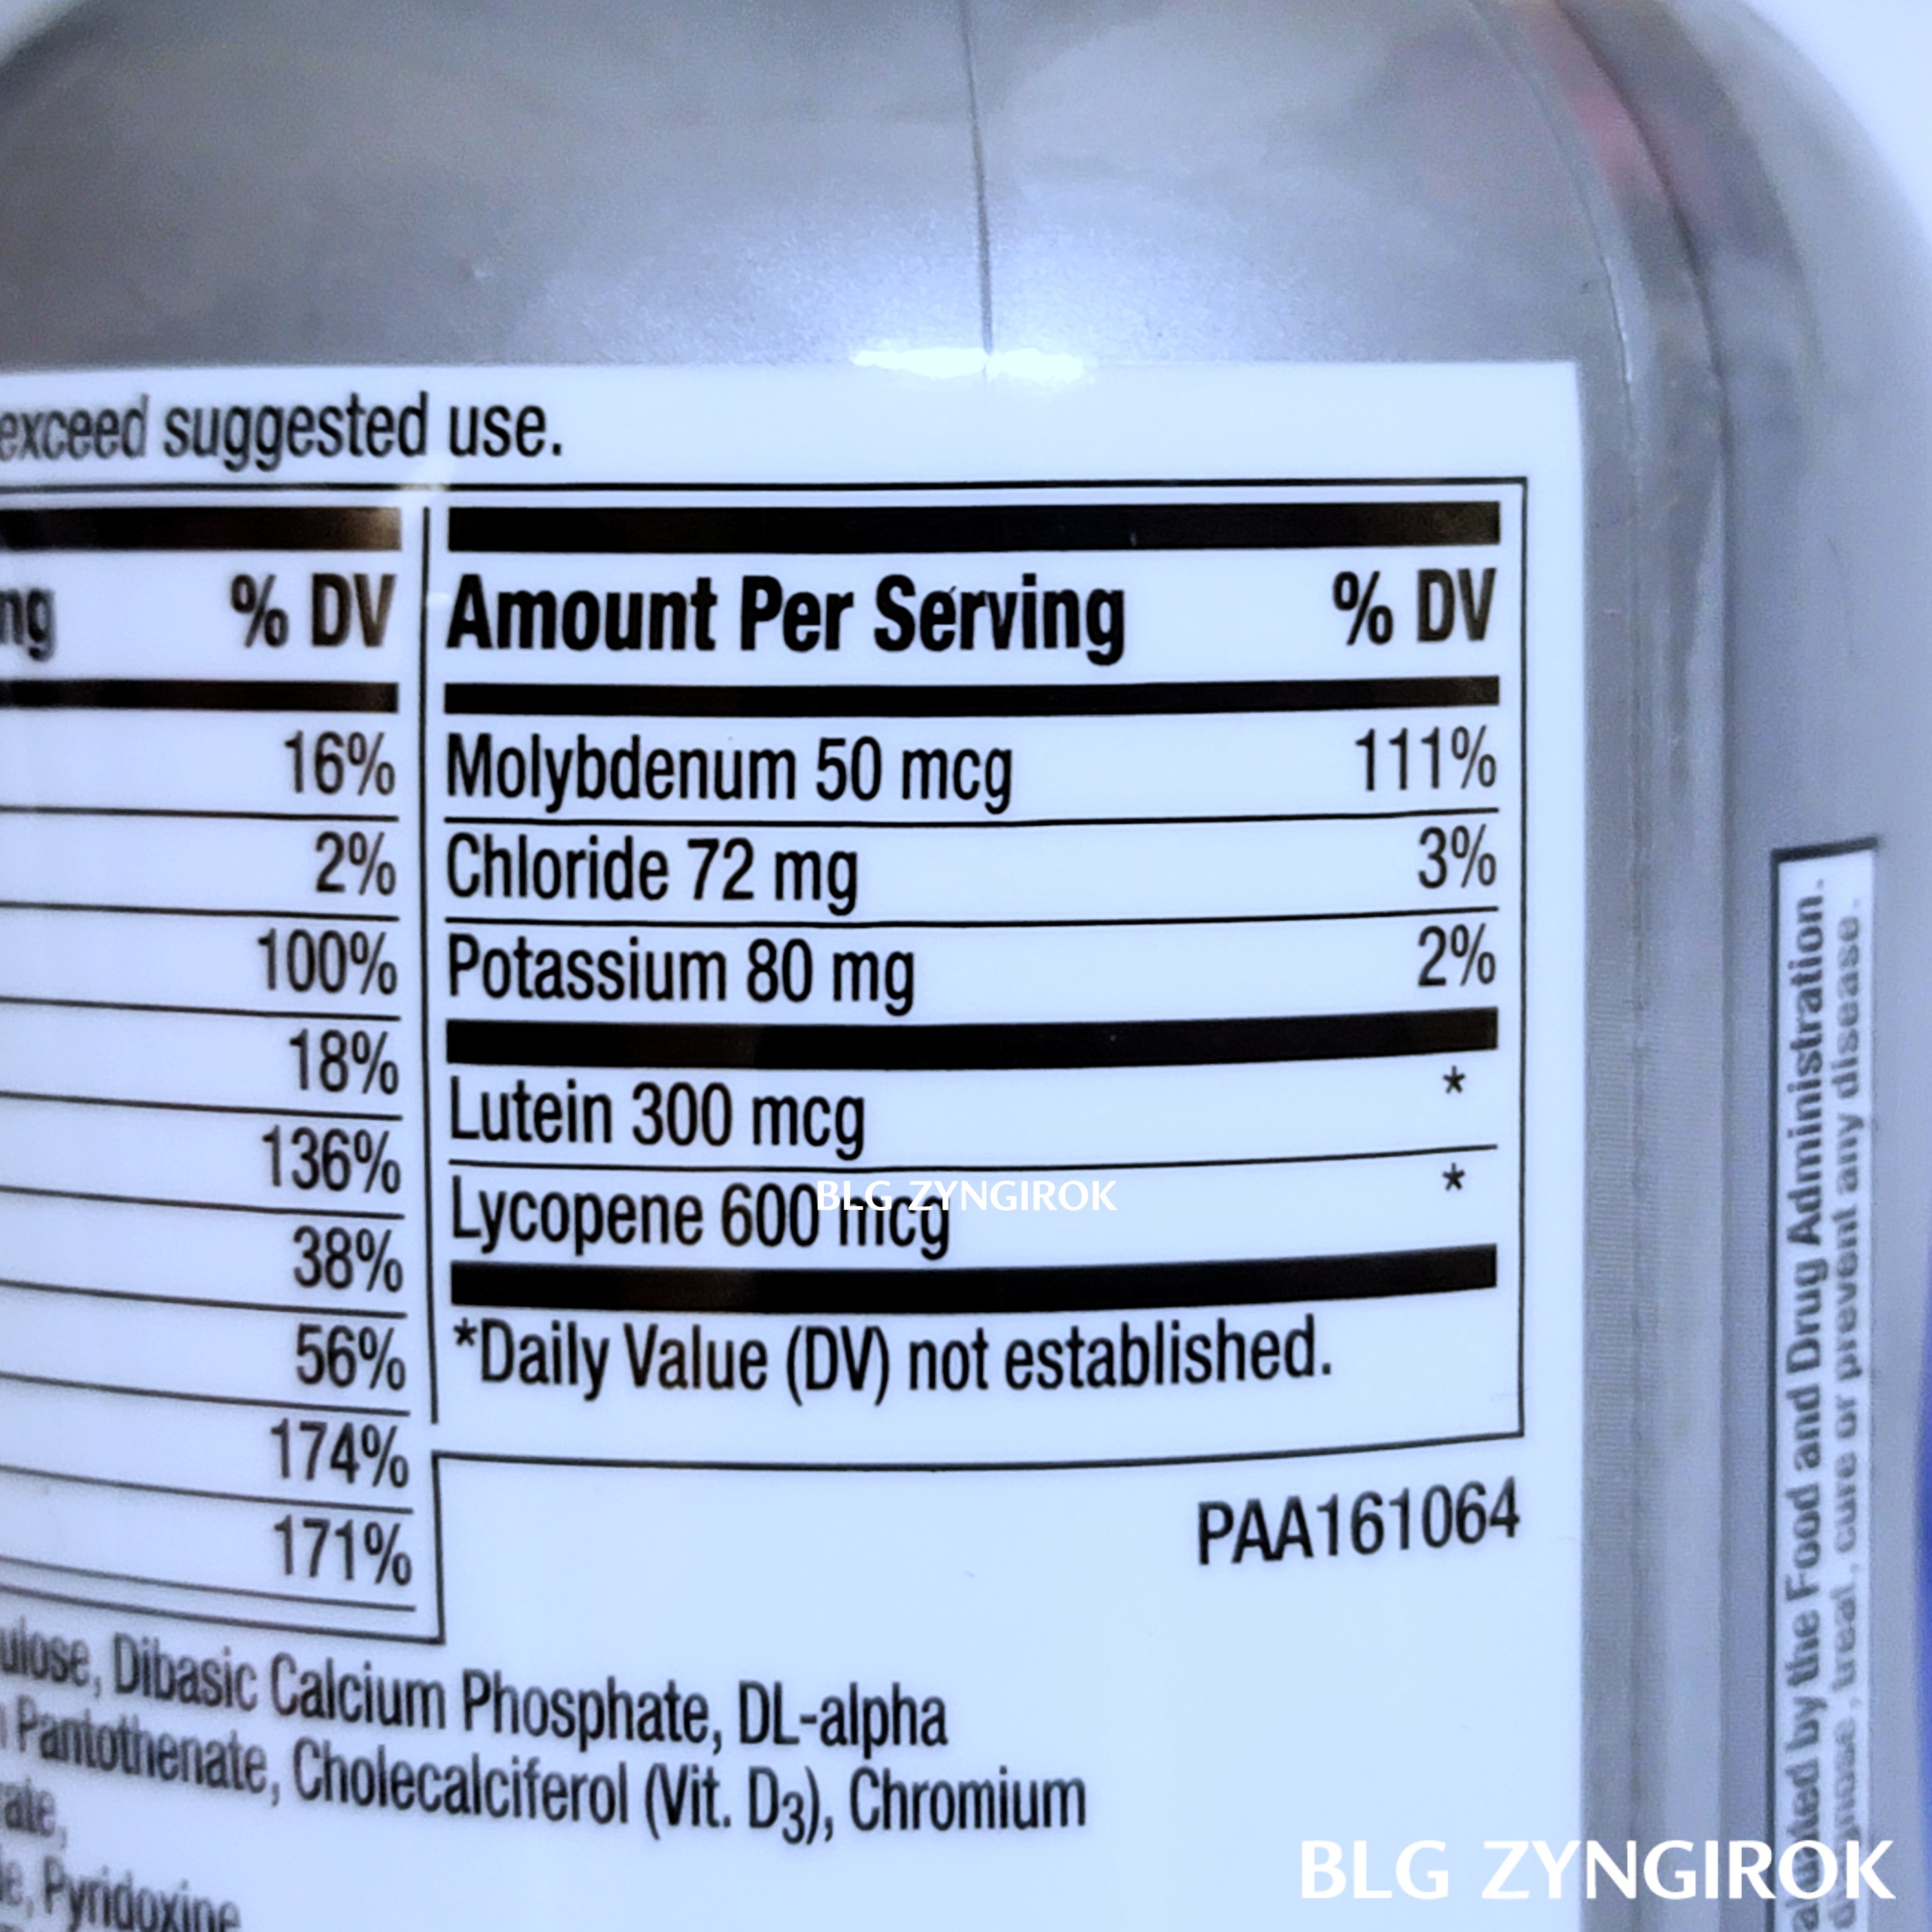 exceed suggested use.
% DV
16%
2%
100%
18%
136%
38%
56%
174%
171%
Amount Per Serving % DV
Molybdenum 50 mcg 111%
Chloride 72 mg 3%
Potassium 80 mg 2%
Lutein 300 mcg *
Lycopene 600 mcg *
BLG ZYNGIROK
*Daily Value (DV) not established.
PAA161064
Dibasic Calcium Phosphate, DL-alpha
Pantothenate, Cholecalciferol (Vit. D3), Chromium
Pyridoxine
by the Food and Drug Administration.
treat, cure or prevent any disease.
BLG ZYNGIROK